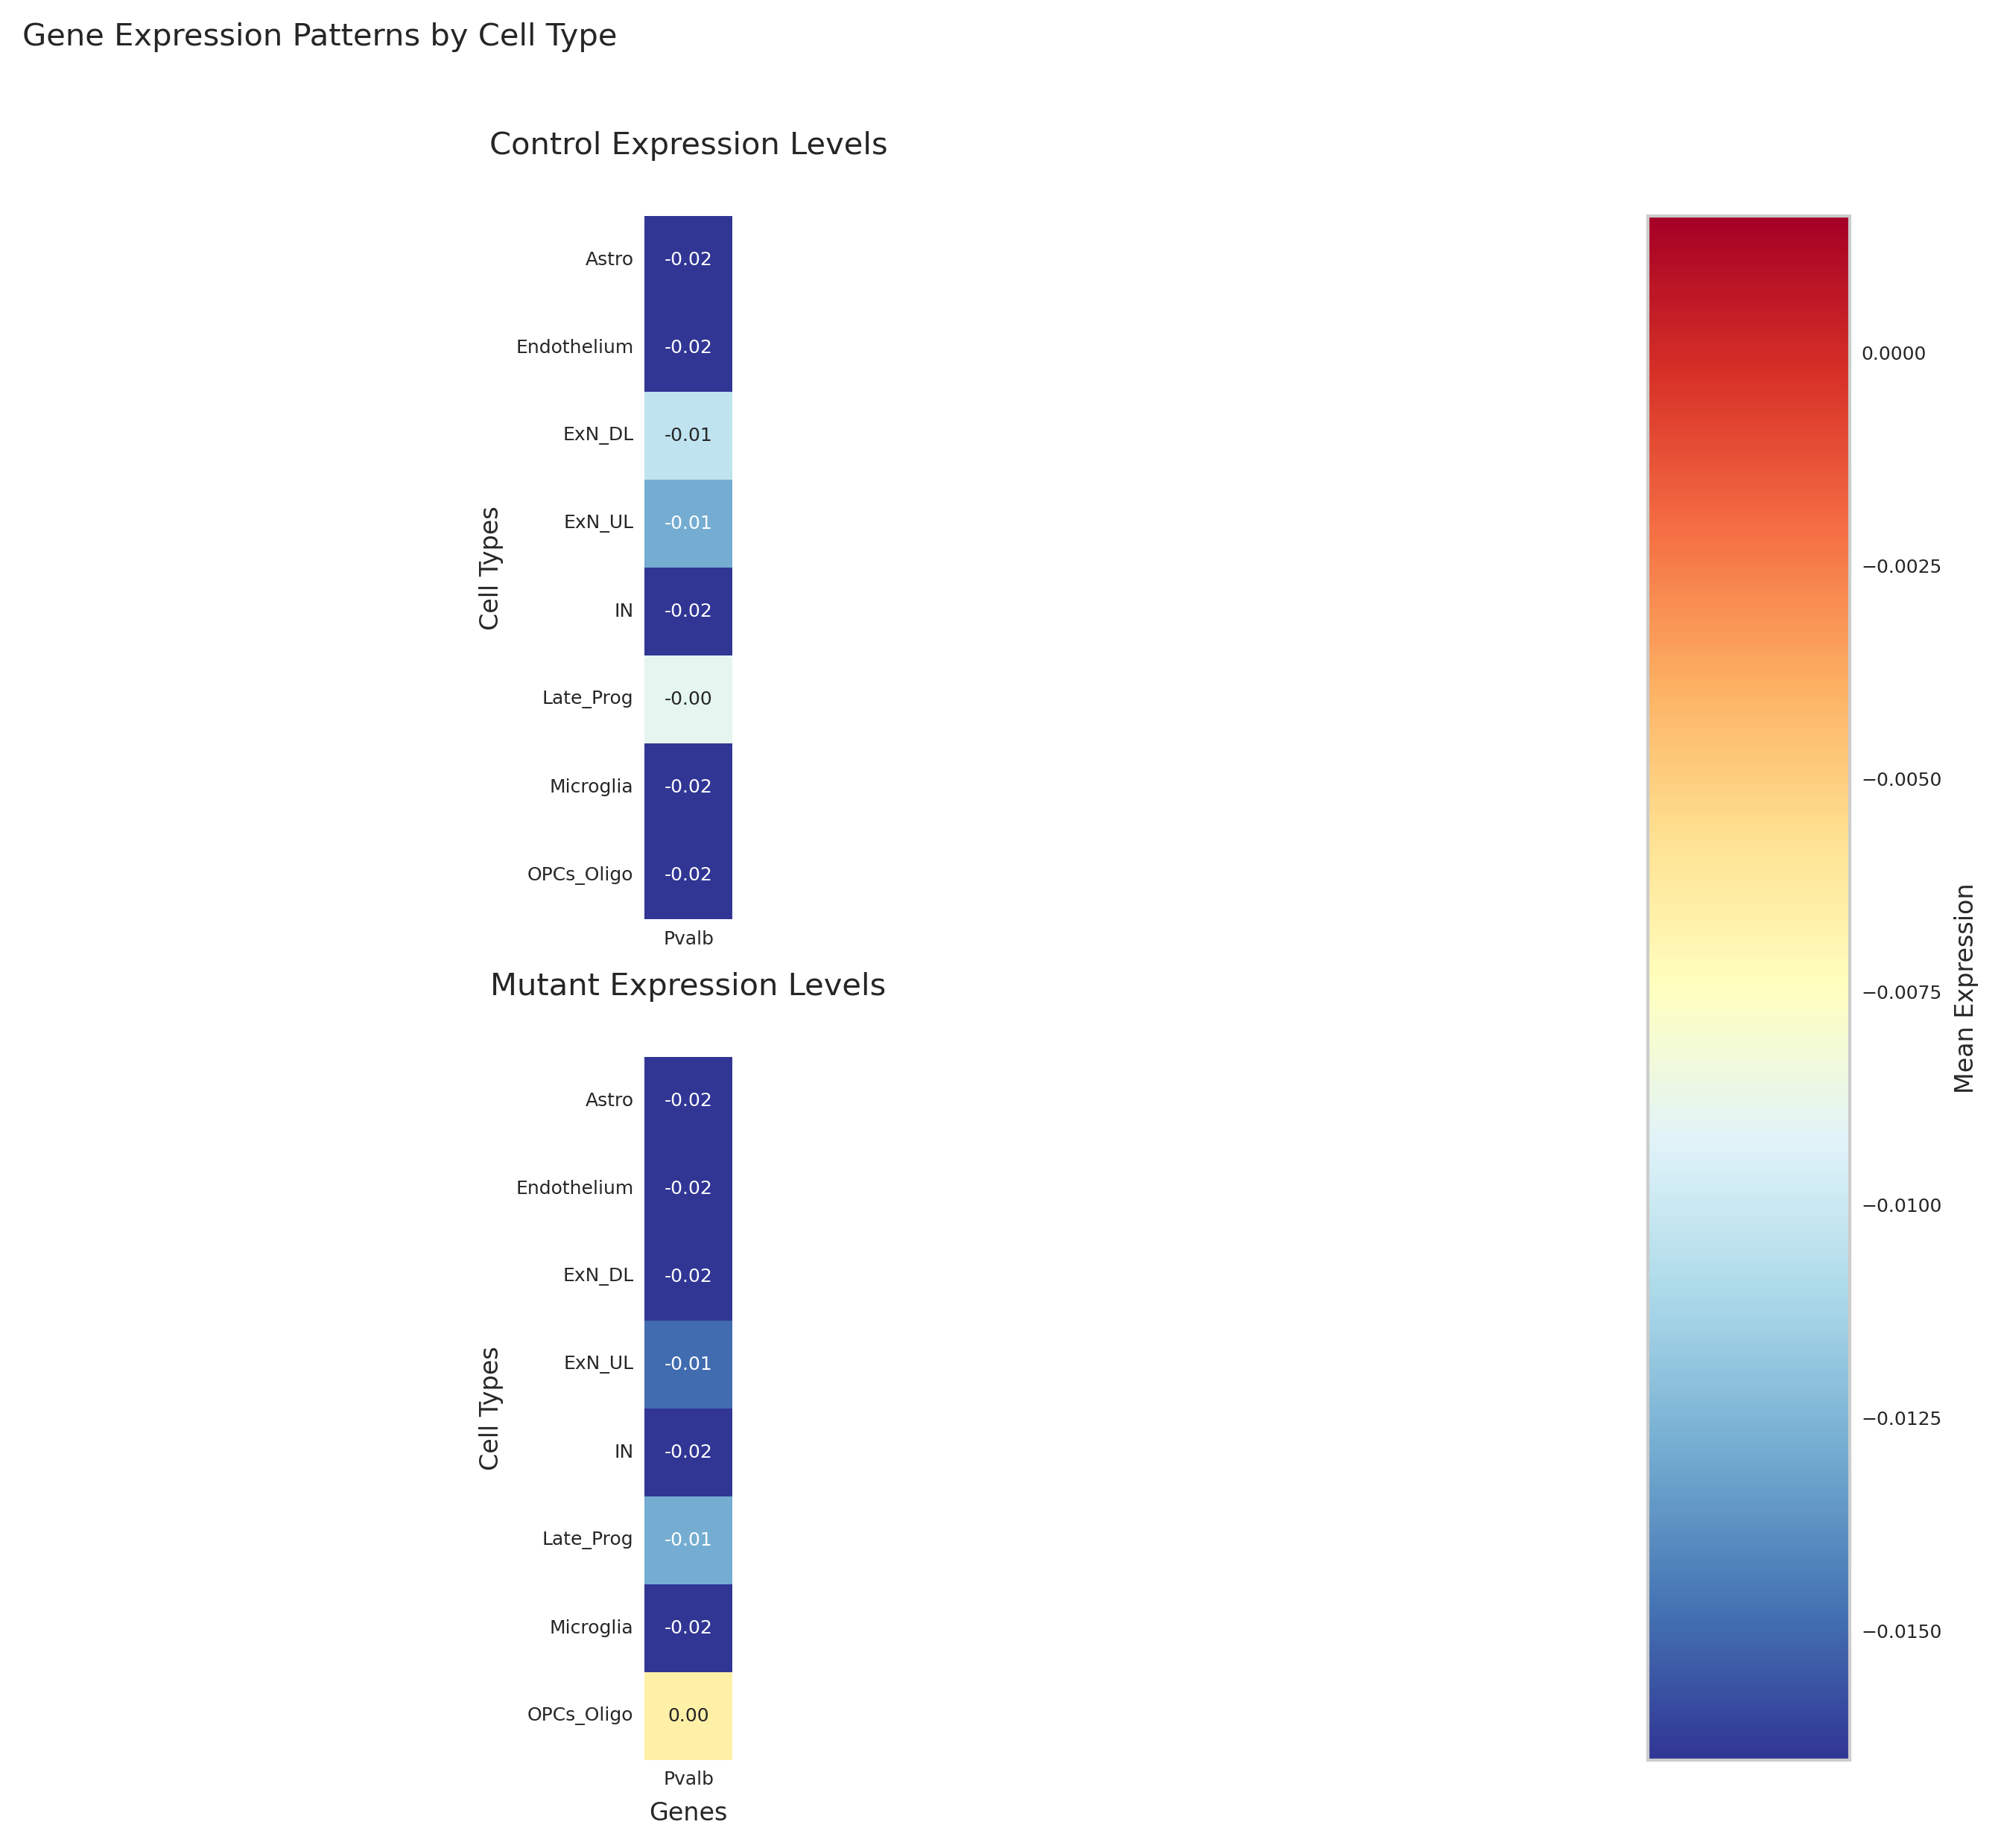 Gene Expression Patterns by Cell Type
Control Expression Levels
Cell Types
Astro -0.02
Endothelium -0.02
ExN_DL -0.01
ExN_UL -0.01
IN -0.02
Late_Prog -0.00
Microglia -0.02
OPCs_Oligo -0.02
Pvalb
Mutant Expression Levels
Cell Types
Astro -0.02
Endothelium -0.02
ExN_DL -0.02
ExN_UL -0.01
IN -0.02
Late_Prog -0.01
Microglia -0.02
OPCs_Oligo 0.00
Pvalb
Genes
0.0000
−0.0025
−0.0050
−0.0075
−0.0100
−0.0125
−0.0150
Mean Expression